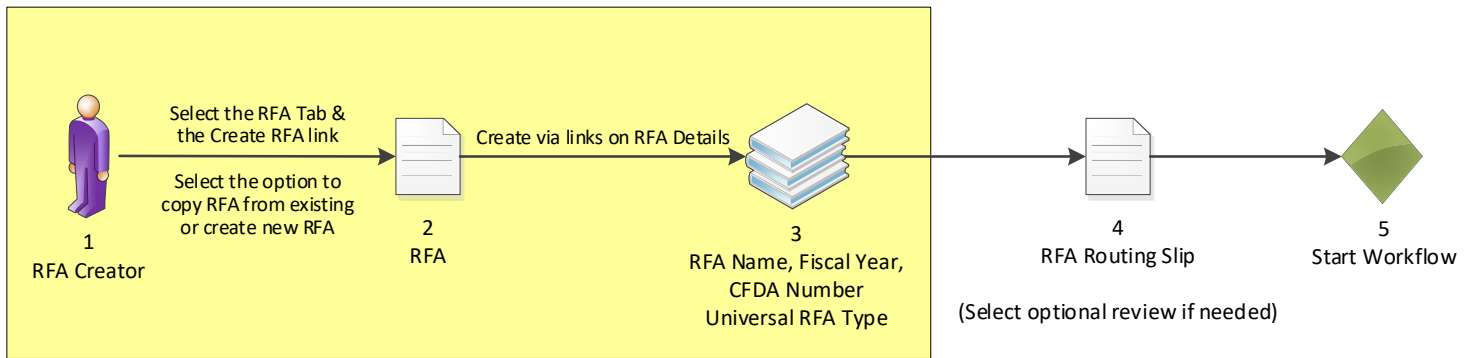 Select the RFA Tab &
the Create RFA link
Select the option to
copy RFA from existing
or create new RFA
1
RFA Creator
2
RFA
Create via links on RFA Details
3
RFA Name, Fiscal Year,
CFDA Number
Universal RFA Type
4
RFA Routing Slip
(Select optional review if needed)
5
Start Workflow